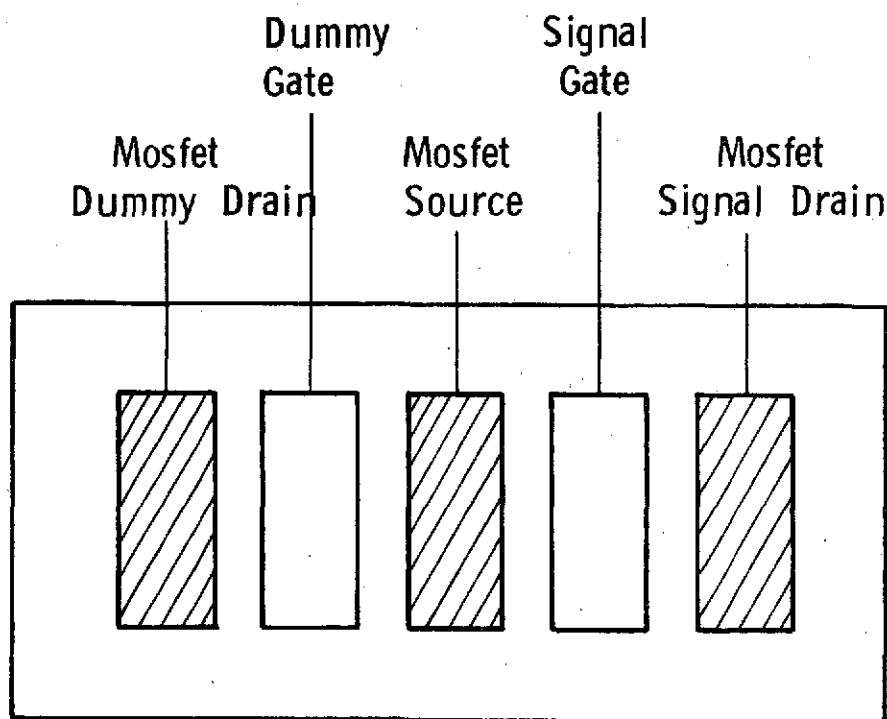 Dummy
Gate
Signal
Gate
Mosfet
Dummy Drain
Mosfet
Source
Mosfet
Signal Drain